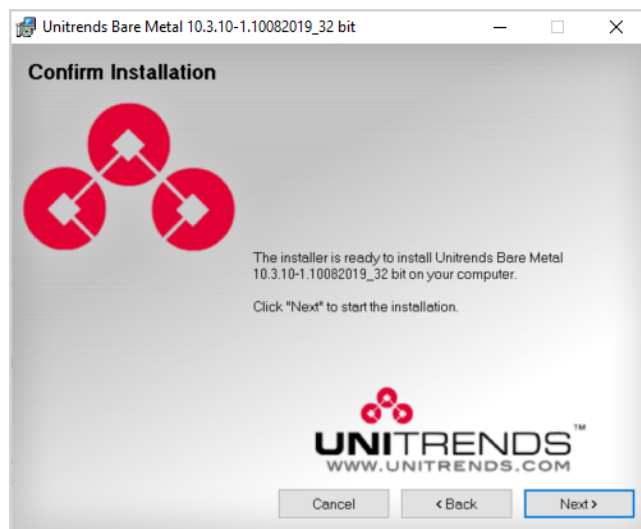 Unitrends Bare Metal 10.3.10-1.10082019_32 bit
Confirm Installation
The installer is ready to install Unitrends Bare Metal
10.3.10-1.10082019_32 bit on your computer.
Click "Next" to start the installation.
UNITRENDS™
WWW.UNITRENDS.COM
Cancel
< Back
Next >